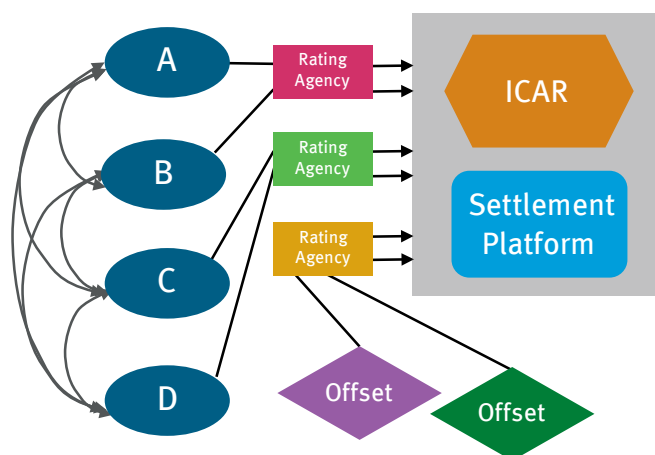 A
Rating
Agency
ICAR
B
Rating
Agency
Settlement
Platform
C
Rating
Agency
D
Offset
Offset